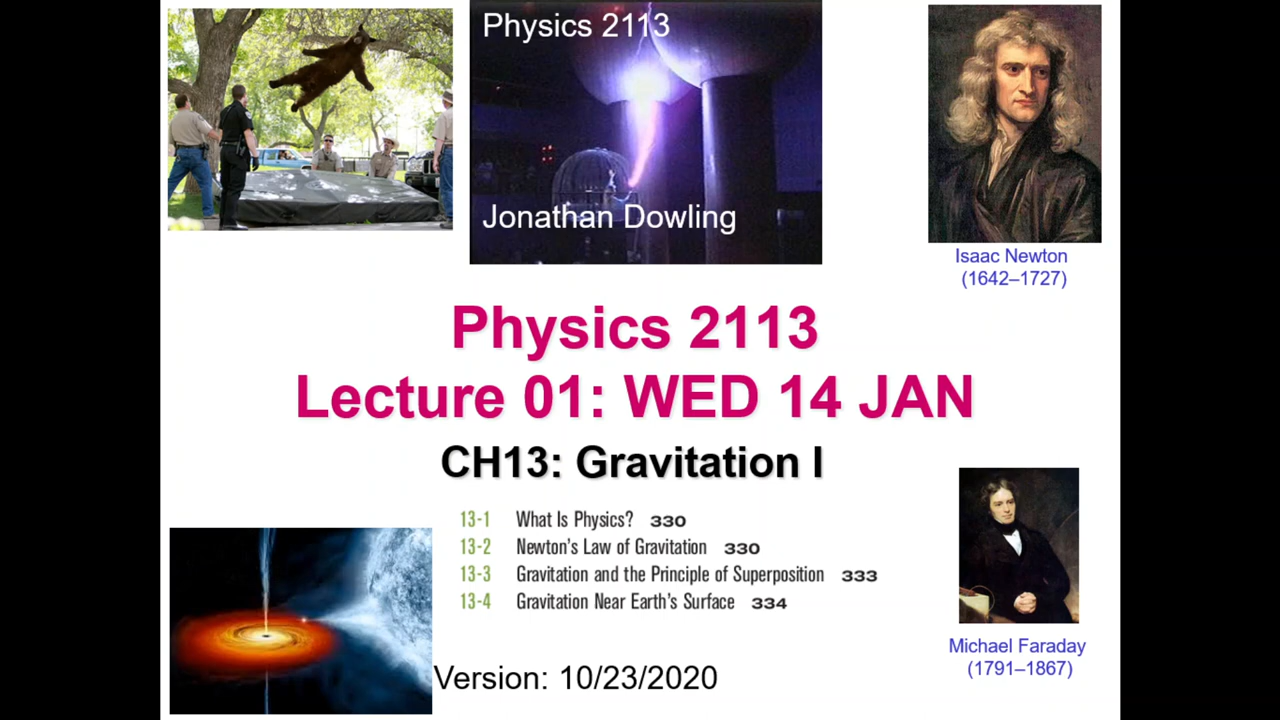 Physics 2113
Jonathan Dowling
Isaac Newton
(1642–1727)
Physics 2113
Lecture 01: WED 14 JAN
CH13: Gravitation I
13-1 What Is Physics? 330
13-2 Newton's Law of Gravitation 330
13-3 Gravitation and the Principle of Superposition 333
13-4 Gravitation Near Earth's Surface 334
Michael Faraday
(1791–1867)
Version: 10/23/2020